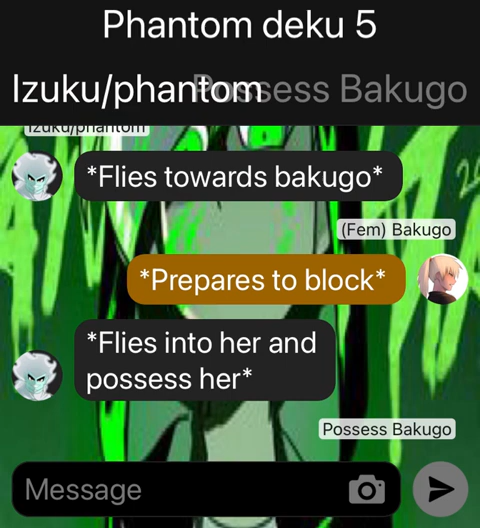 Phantom deku 5
Izuku/phantom Possess Bakugo
Izuku/phantom
*Flies towards bakugo*
(Fem) Bakugo
*Prepares to block*
*Flies into her and
possess her*
Possess Bakugo
Message